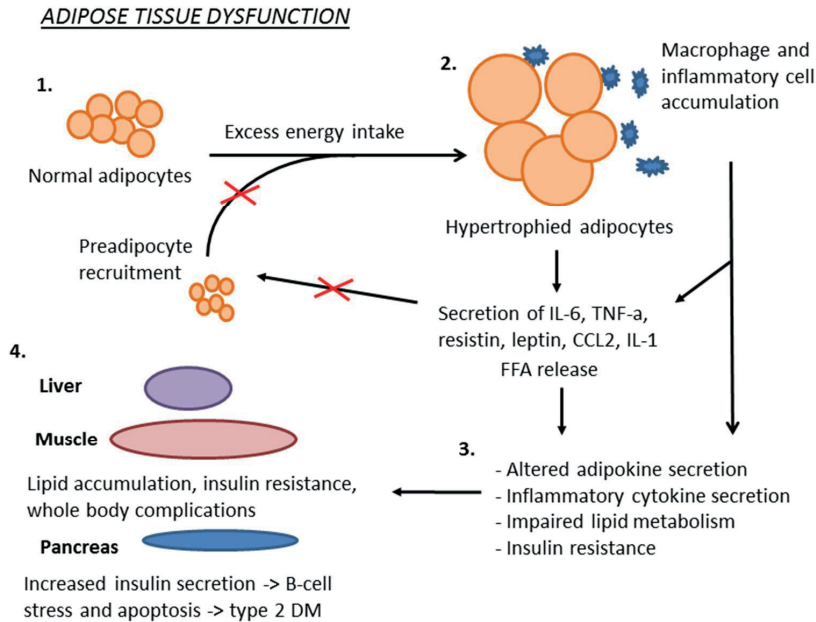 ADIPOSE TISSUE DYSFUNCTION
1.
Normal adipocytes
Excess energy intake
2.
Macrophage and
inflammatory cell
accumulation
Hypertrophied adipocytes
Preadipocyte
recruitment
Secretion of IL-6, TNF-a,
resistin, leptin, CCL2, IL-1
FFA release
3.
- Altered adipokine secretion
- Inflammatory cytokine secretion
- Impaired lipid metabolism
- Insulin resistance
4.
Liver
Muscle
Lipid accumulation, insulin resistance,
whole body complications
Pancreas
Increased insulin secretion -> B-cell
stress and apoptosis -> type 2 DM